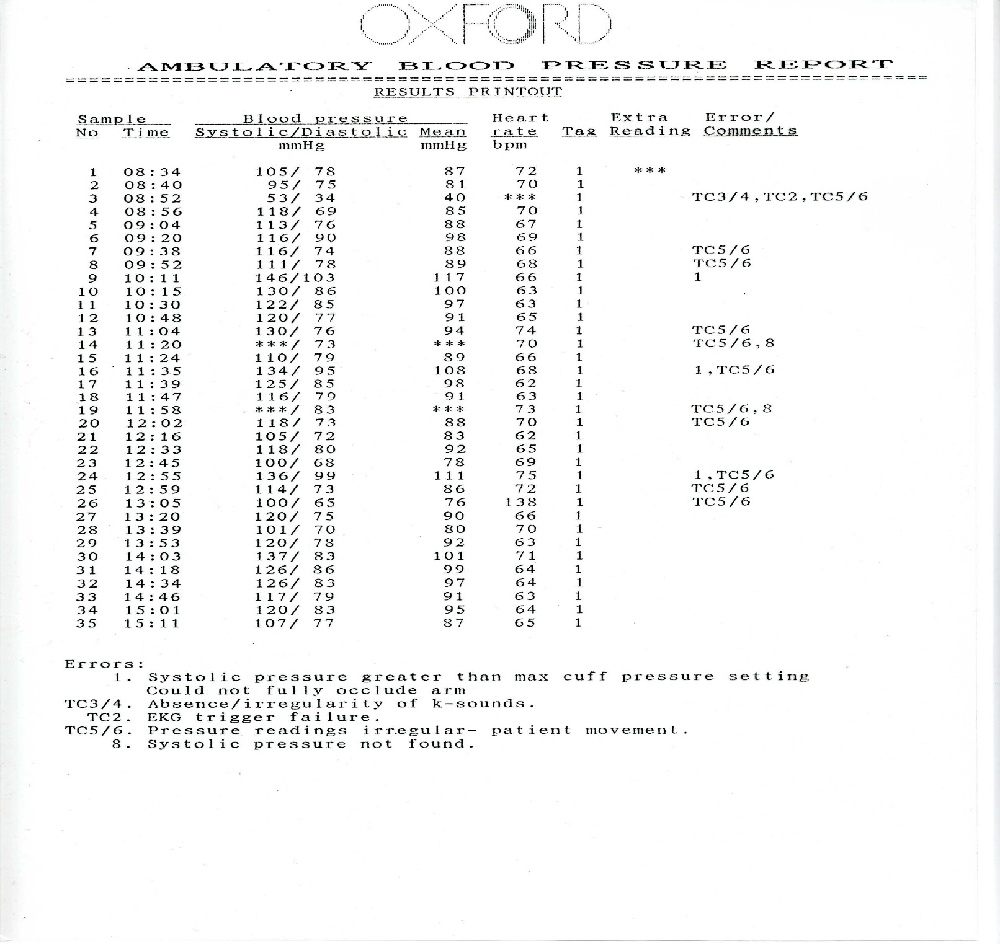 OXFORD
AMBULATORY BLOOD PRESSURE REPORT
================================================================================
RESULTS PRINTOUT
Sample Blood pressure Heart Extra Error/
No Time Systolic/Diastolic Mean rate Tag Reading Comments
mmHg mmHg bpm
1 08:34 105/ 78 87 72 1 ***
2 08:40 95/ 75 81 70 1
3 08:52 53/ 34 40 *** 1 TC3/4,TC2,TC5/6
4 08:56 118/ 69 85 70 1
5 09:04 113/ 76 88 67 1
6 09:20 116/ 90 98 69 1
7 09:38 116/ 74 88 66 1 TC5/6
8 09:52 111/ 78 89 68 1 TC5/6
9 10:11 146/103 117 66 1 1
10 10:15 130/ 86 100 63 1
11 10:30 122/ 85 97 63 1
12 10:48 120/ 77 91 65 1
13 11:04 130/ 76 94 74 1 TC5/6
14 11:20 ***/ 73 *** 70 1 TC5/6,8
15 11:24 110/ 79 89 66 1
16 11:35 134/ 95 108 68 1 1,TC5/6
17 11:39 125/ 85 98 62 1
18 11:47 116/ 79 91 63 1
19 11:58 ***/ 83 *** 73 1 TC5/6,8
20 12:02 118/ 73 88 70 1 TC5/6
21 12:16 105/ 72 83 62 1
22 12:33 118/ 80 92 65 1
23 12:45 100/ 68 78 69 1
24 12:55 136/ 99 111 75 1 1,TC5/6
25 12:59 114/ 73 86 72 1 TC5/6
26 13:05 100/ 65 76 138 1 TC5/6
27 13:20 120/ 75 90 66 1
28 13:39 101/ 70 80 70 1
29 13:53 120/ 78 92 63 1
30 14:03 137/ 83 101 71 1
31 14:18 126/ 86 99 64 1
32 14:34 126/ 83 97 64 1
33 14:46 117/ 79 91 63 1
34 15:01 120/ 83 95 64 1
35 15:11 107/ 77 87 65 1
Errors:
1. Systolic pressure greater than max cuff pressure setting
Could not fully occlude arm
TC3/4. Absence/irregularity of k-sounds.
TC2. EKG trigger failure.
TC5/6. Pressure readings irregular- patient movement.
8. Systolic pressure not found.